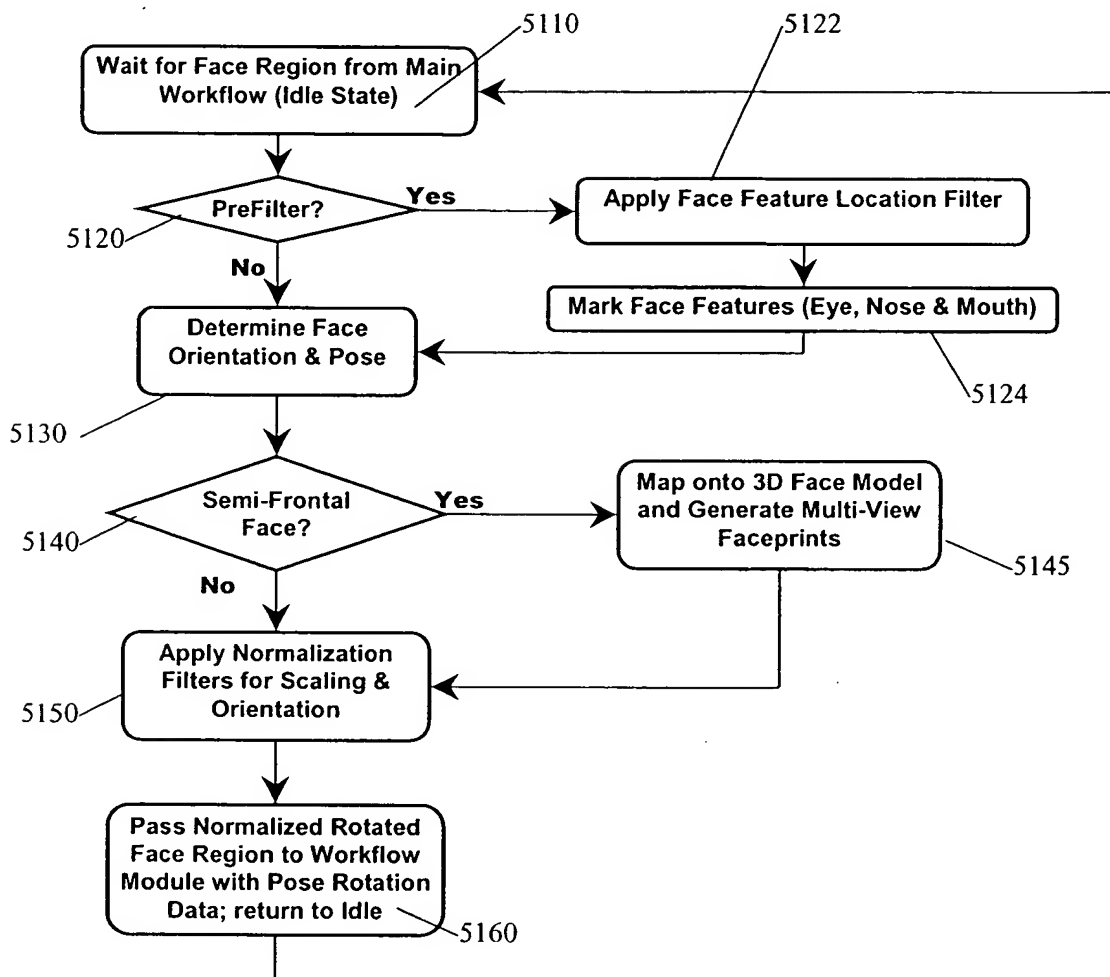 5110
5122
Wait for Face Region from Main
Workflow (Idle State)
PreFilter?
Yes
Apply Face Feature Location Filter
5120
No
Mark Face Features (Eye, Nose & Mouth)
Determine Face
Orientation & Pose
5124
5130
Semi-Frontal
Face?
Yes
Map onto 3D Face Model
and Generate Multi-View
Faceprints
5140
5145
No
Apply Normalization
Filters for Scaling &
Orientation
5150
Pass Normalized Rotated
Face Region to Workflow
Module with Pose Rotation
Data; return to Idle
5160